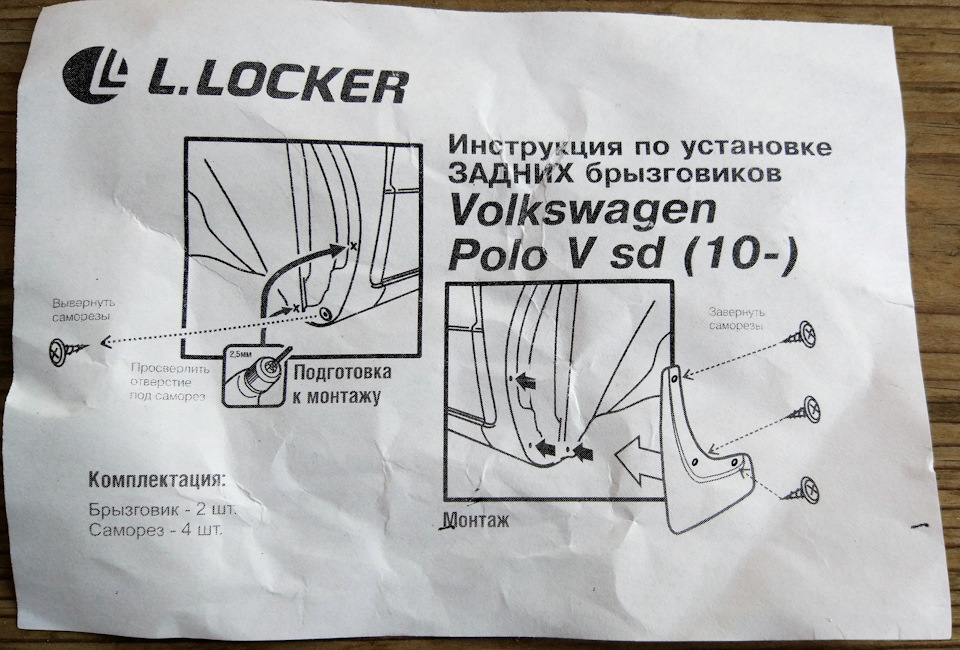 L.LOCKER
Инструкция по установке
ЗАДНИХ брызговиков
Volkswagen
Polo V sd (10-)
Вывернуть
саморезы
x
x
2,5мм
Просверлить
отверстие
под саморез
Подготовка
к монтажу
Завернуть
саморезы
Комплектация:
Брызговик - 2 шт.
Саморез - 4 шт.
Монтаж